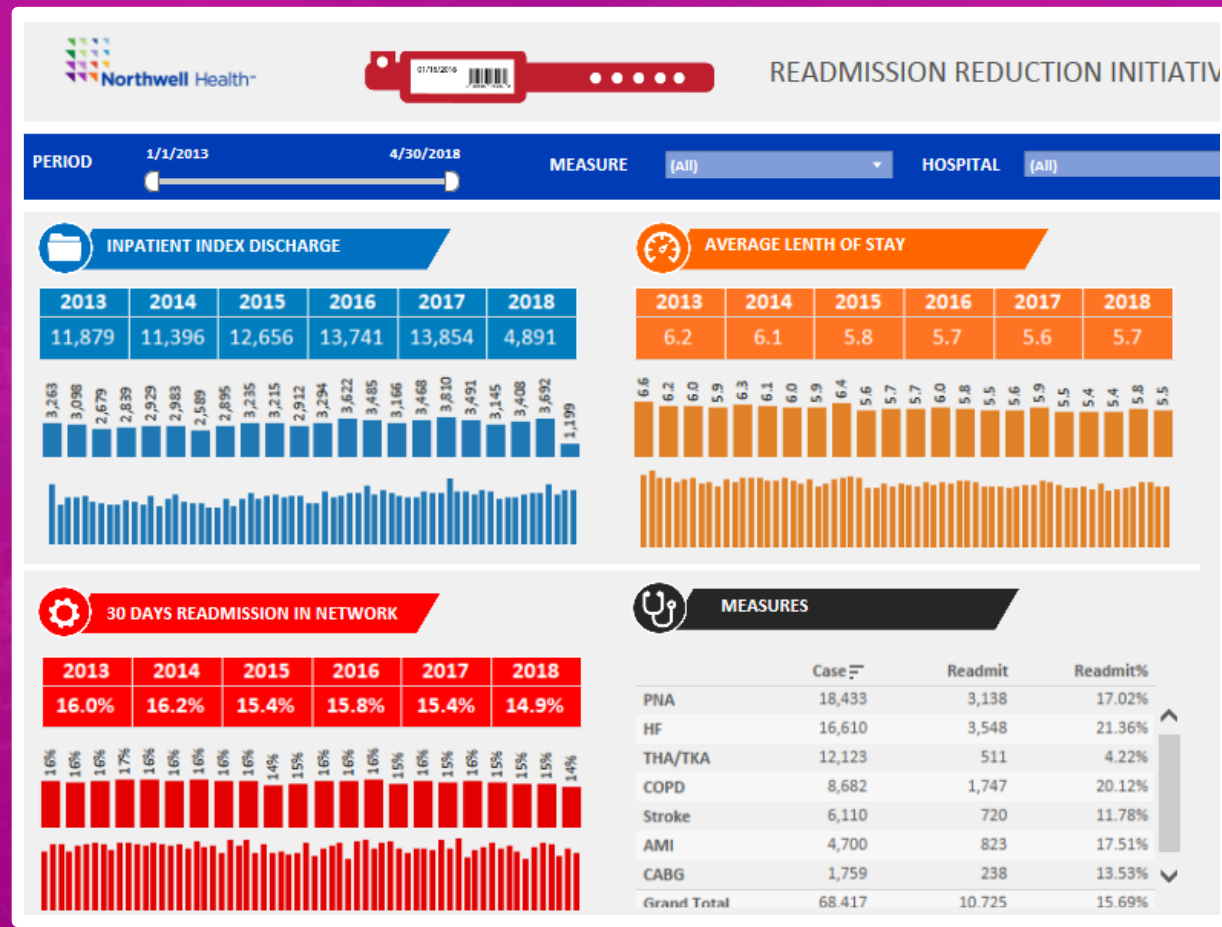 Northwell Health
01/15/2016
READMISSION REDUCTION INITIATIV
PERIOD
1/1/2013 4/30/2018
MEASURE (All)
HOSPITAL (All)
INPATIENT INDEX DISCHARGE
2013 2014 2015 2016 2017 2018
11,879 11,396 12,656 13,741 13,854 4,891
3,263 3,098 2,679 2,839 2,929 2,983 2,589 2,895 3,235 3,215 2,912 3,294 3,622 3,485 3,166 3,468 3,810 3,491 3,145 3,408 3,692 1,199
AVERAGE LENTH OF STAY
2013 2014 2015 2016 2017 2018
6.2 6.1 5.8 5.7 5.6 5.7
6.6 6.2 6.0 5.9 6.3 6.1 6.0 5.9 6.4 5.6 5.7 5.7 6.0 5.8 5.5 5.6 5.9 5.5 5.4 5.4 5.8 5.5
30 DAYS READMISSION IN NETWORK
2013 2014 2015 2016 2017 2018
16.0% 16.2% 15.4% 15.8% 15.4% 14.9%
16% 16% 16% 17% 16% 16% 16% 16% 16% 14% 15% 16% 16% 16% 15% 16% 15% 16% 15% 15% 15% 14%
MEASURES
Case Readmit Readmit%
PNA 18,433 3,138 17.02%
HF 16,610 3,548 21.36%
THA/TKA 12,123 511 4.22%
COPD 8,682 1,747 20.12%
Stroke 6,110 720 11.78%
AMI 4,700 823 17.51%
CABG 1,759 238 13.53%
Grand Total 68,417 10,725 15.69%